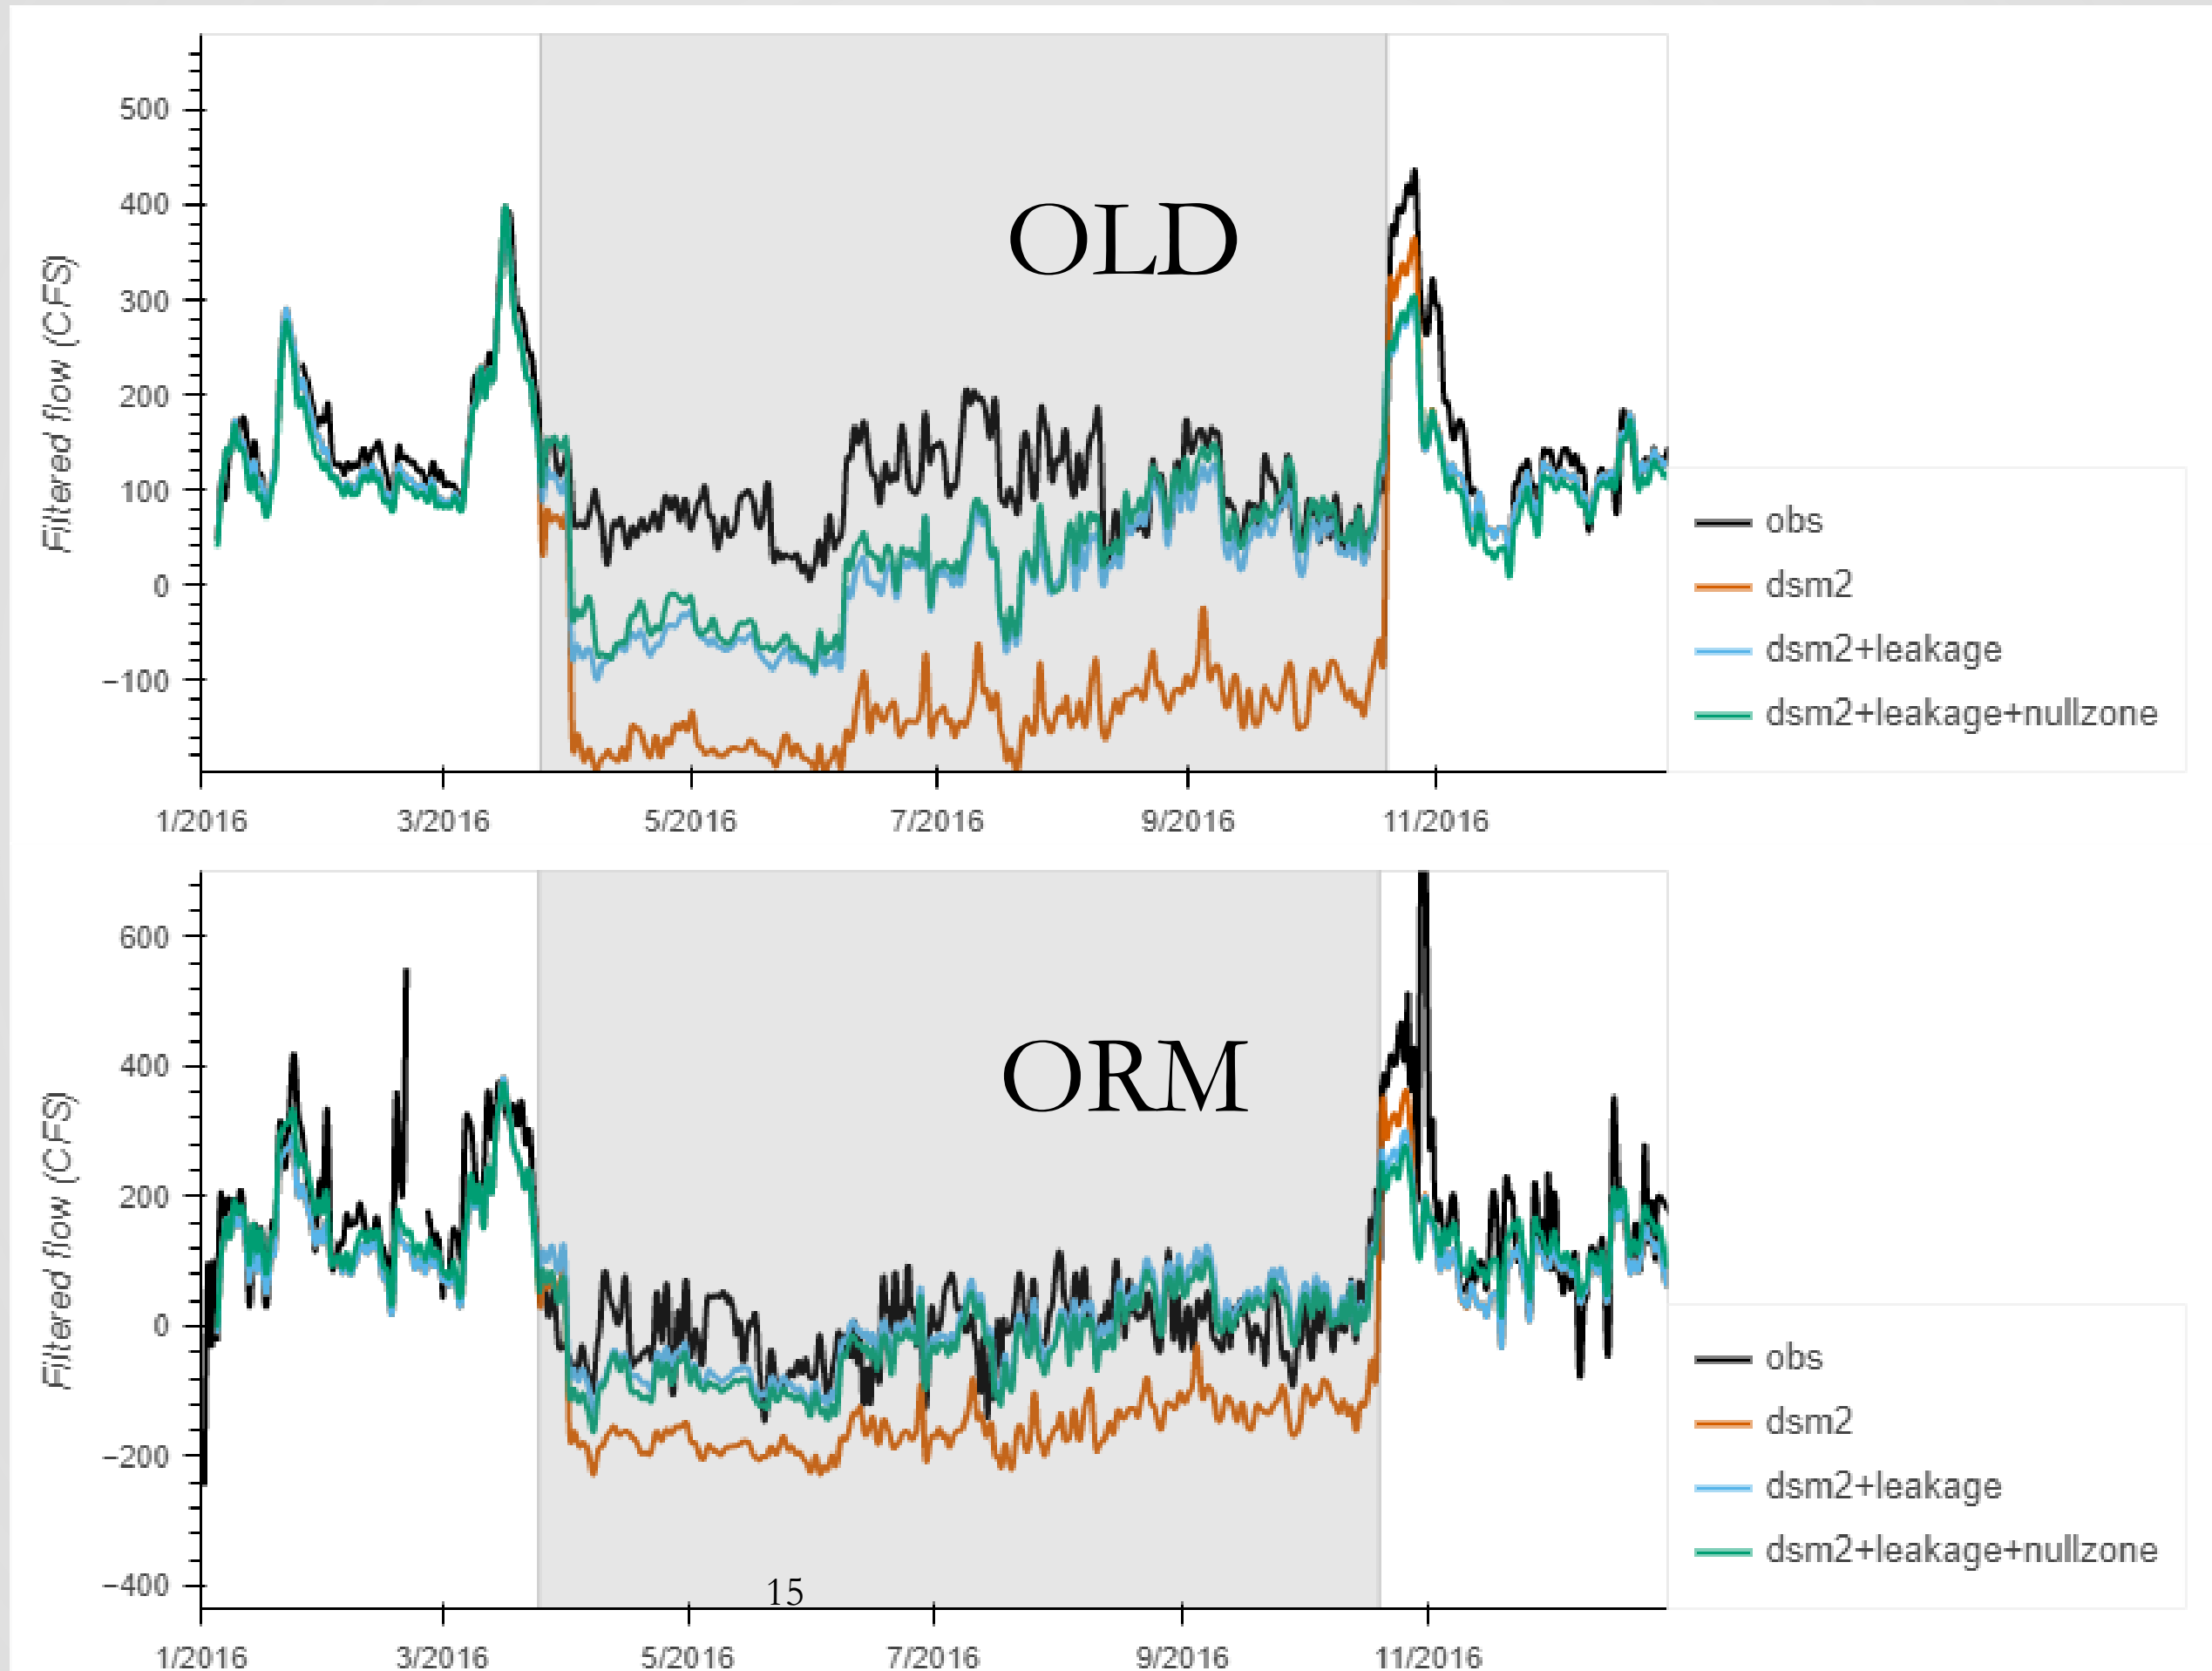 OLD
Filtered flow (CFS)
500
400
300
200
100
0
−100
1/2016 3/2016 5/2016 7/2016 9/2016 11/2016
obs
dsm2
dsm2+leakage
dsm2+leakage+nullzone
ORM
Filtered flow (CFS)
600
400
200
0
−200
−400
1/2016 3/2016 5/2016 7/2016 9/2016 11/2016
obs
dsm2
dsm2+leakage
dsm2+leakage+nullzone
15